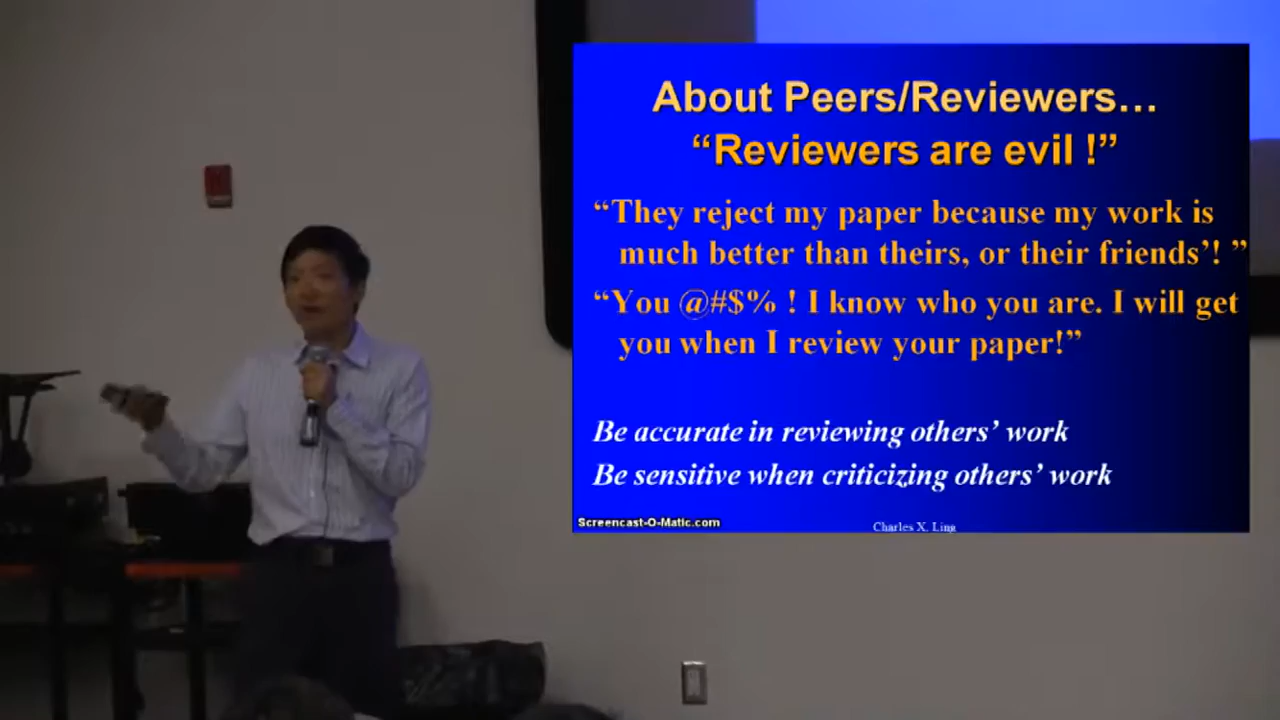 About Peers/Reviewers…
“Reviewers are evil !”
“They reject my paper because my work is
much better than theirs, or their friends’! ”
“You @#$% ! I know who you are. I will get
you when I review your paper!”
Be accurate in reviewing others’ work
Be sensitive when criticizing others’ work
Screencast-O-Matic.com
Charles X. Ling